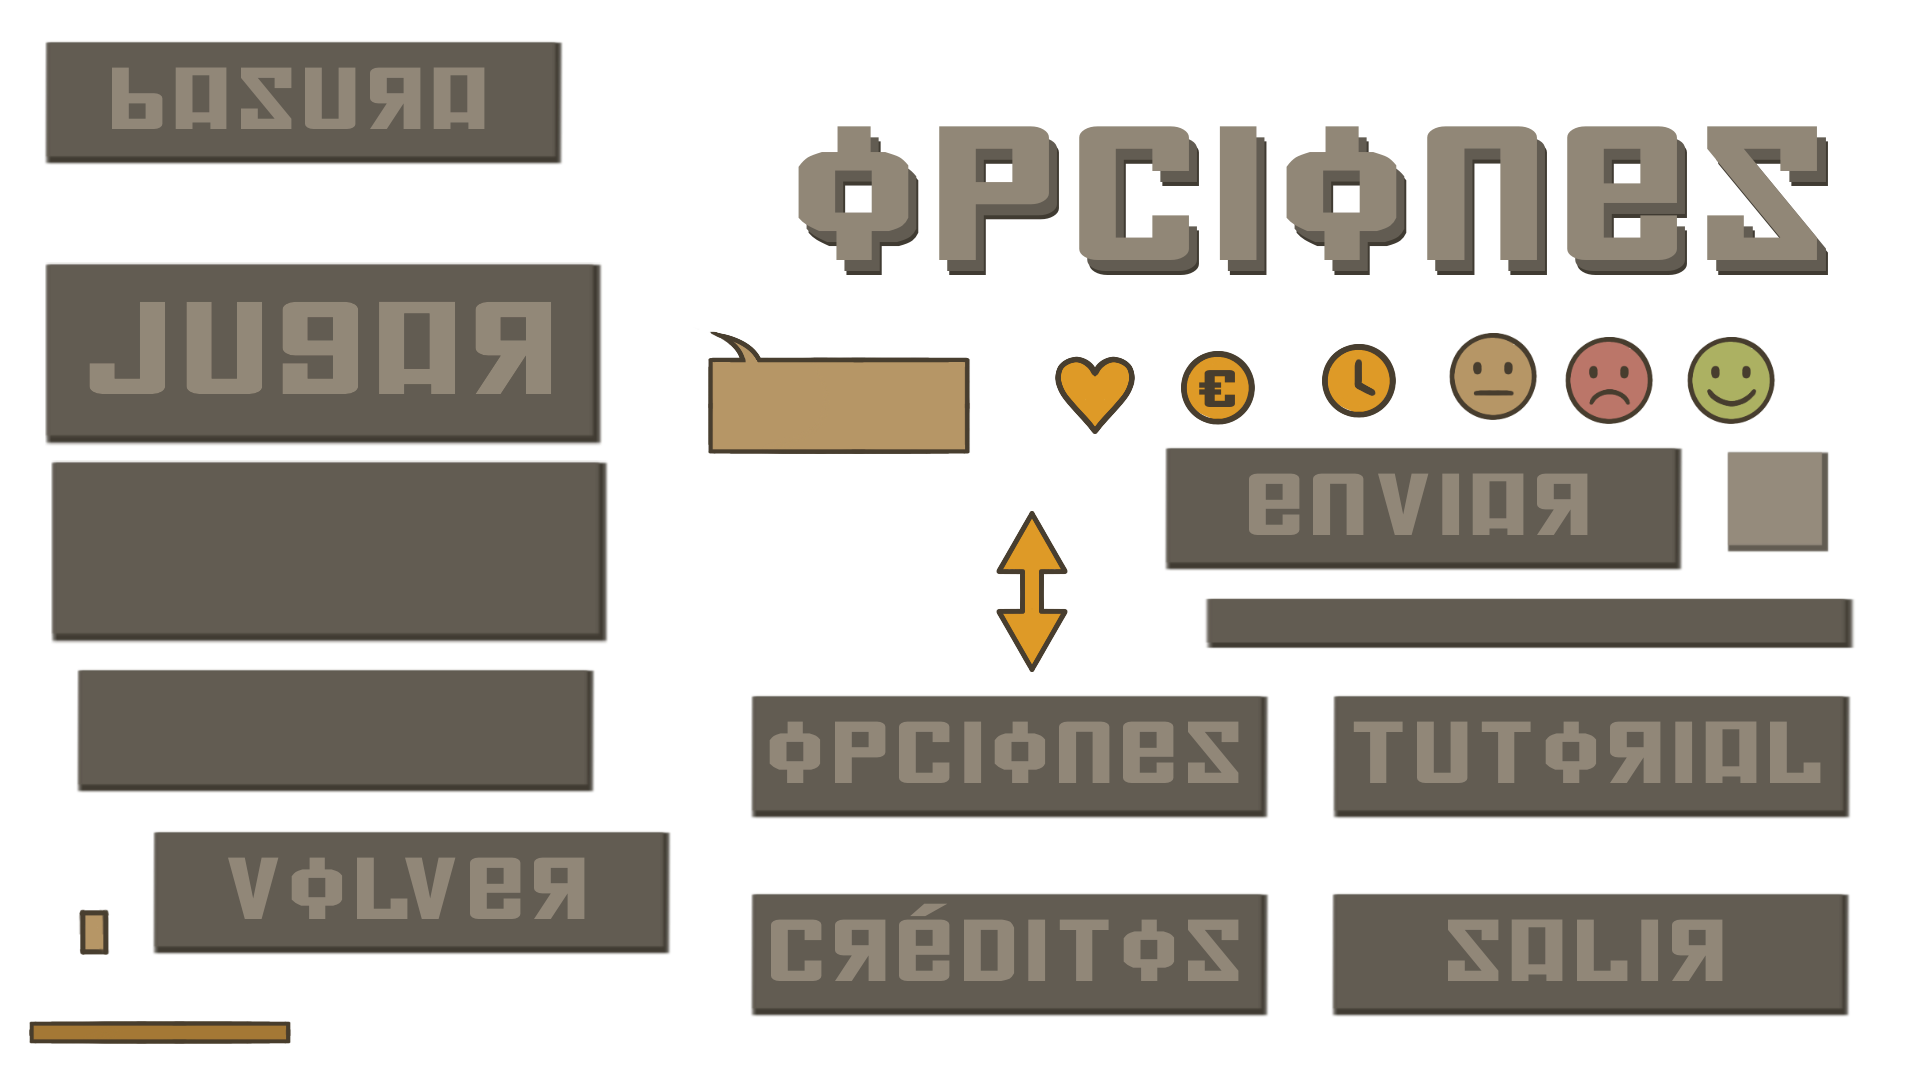 BASURA
OPCIONES
JUGAR
€
ENVIAR
OPCIONES
TUTORIAL
VOLVER
CRÉDITOS
SALIR